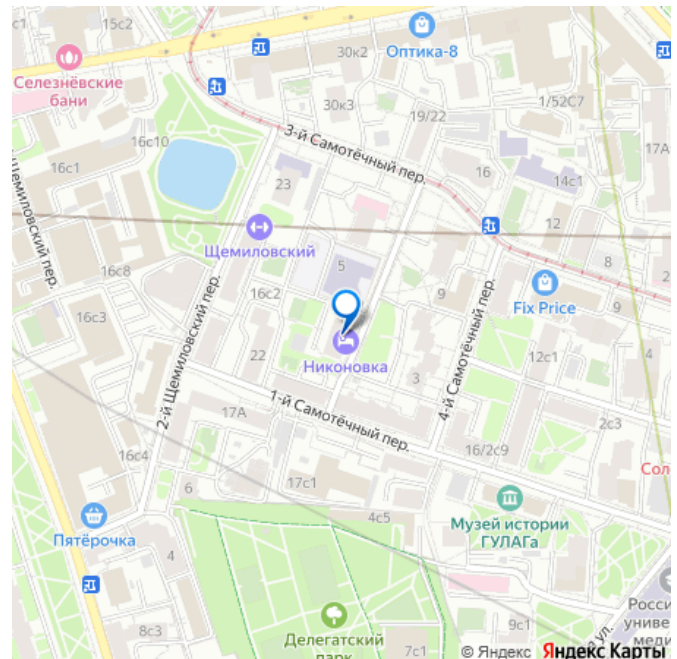 15с2
Оптика-8
30к2
Селезнёвские
бани
30к3
1/52С7
19/22
16с10
3-й Самотёчный пер.
17А
16с1
16
14с1
23
Щемиловский пер.
12
Щемиловский
5
8
16с8
2-й Щемиловский пер.
16с2
9
Fix Price
9
2
16с3
4-й Самотёчный пер.
4
22
Никоновка
12с1
3
17А
1-й Самотёчный пер.
2с3
16с4
16/2с9
Сол
6
17с1
Музей истории
ГУЛАГа
4с5
Пятёрочка
4
Росси
универ
меди
9с1
ул.
8с3
Делегатский
парк
7с1
© Яндекс Яндекс Карты